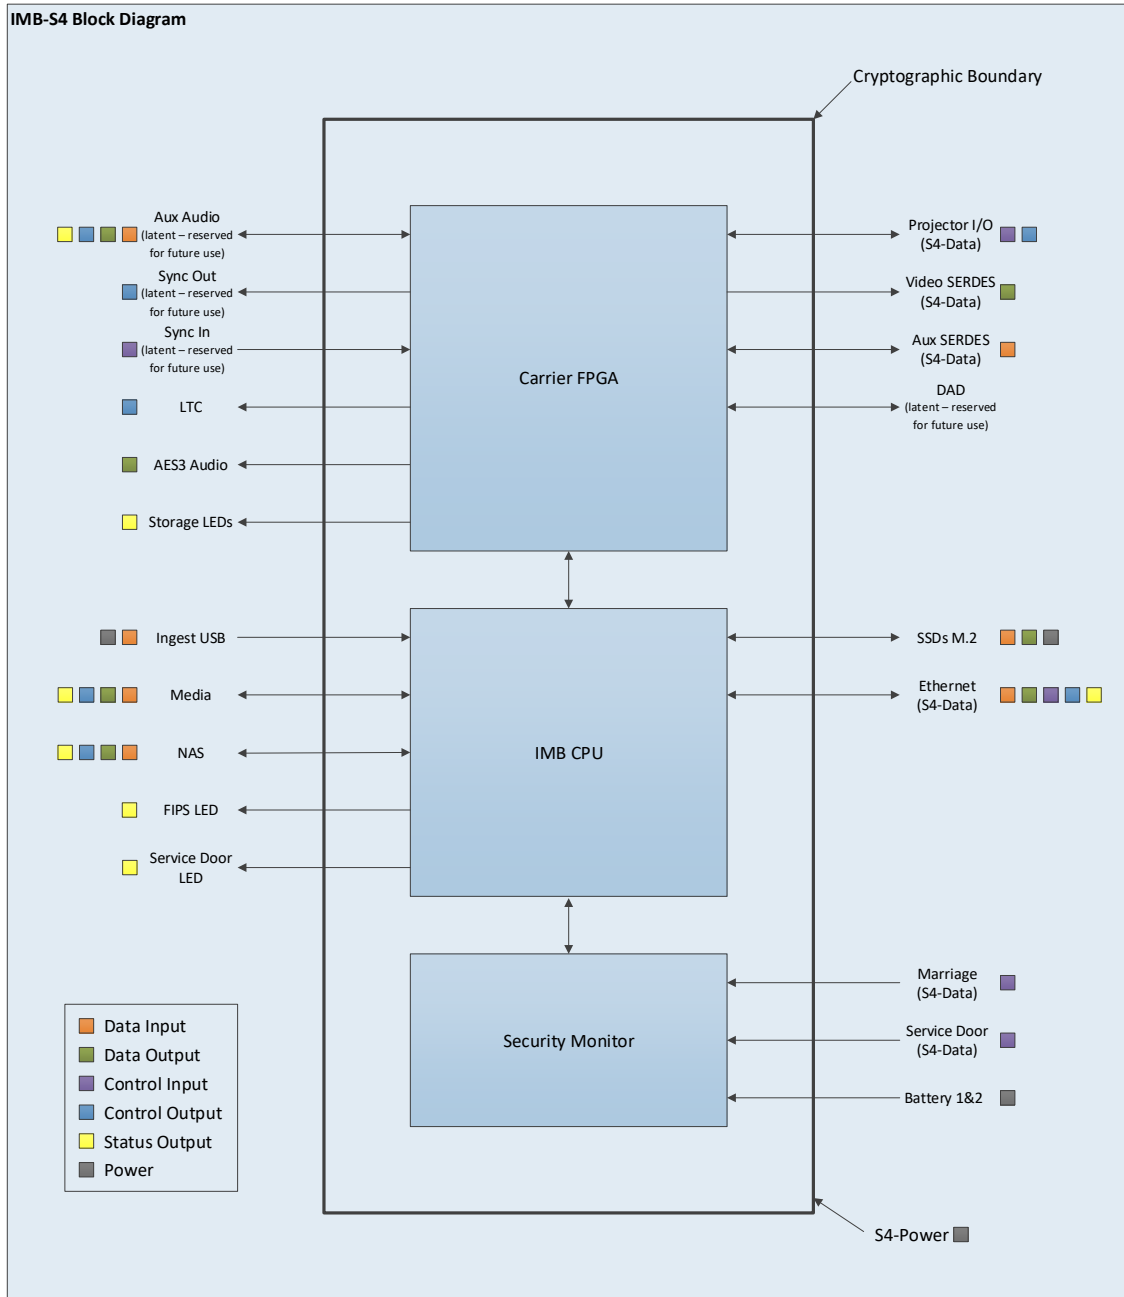 IMB-S4 Block Diagram
Cryptographic Boundary
Aux Audio
(latent – reserved
for future use)
Sync Out
(latent – reserved
for future use)
Sync In
(latent – reserved
for future use)
LTC
AES3 Audio
Storage LEDs
Carrier FPGA
Projector I/O
(S4-Data)
Video SERDES
(S4-Data)
Aux SERDES
(S4-Data)
DAD
(latent – reserved
for future use)
Ingest USB
Media
NAS
FIPS LED
Service Door
LED
IMB CPU
SSDs M.2
Ethernet
(S4-Data)
Security Monitor
Marriage
(S4-Data)
Service Door
(S4-Data)
Battery 1&2
Data Input
Data Output
Control Input
Control Output
Status Output
Power
S4-Power